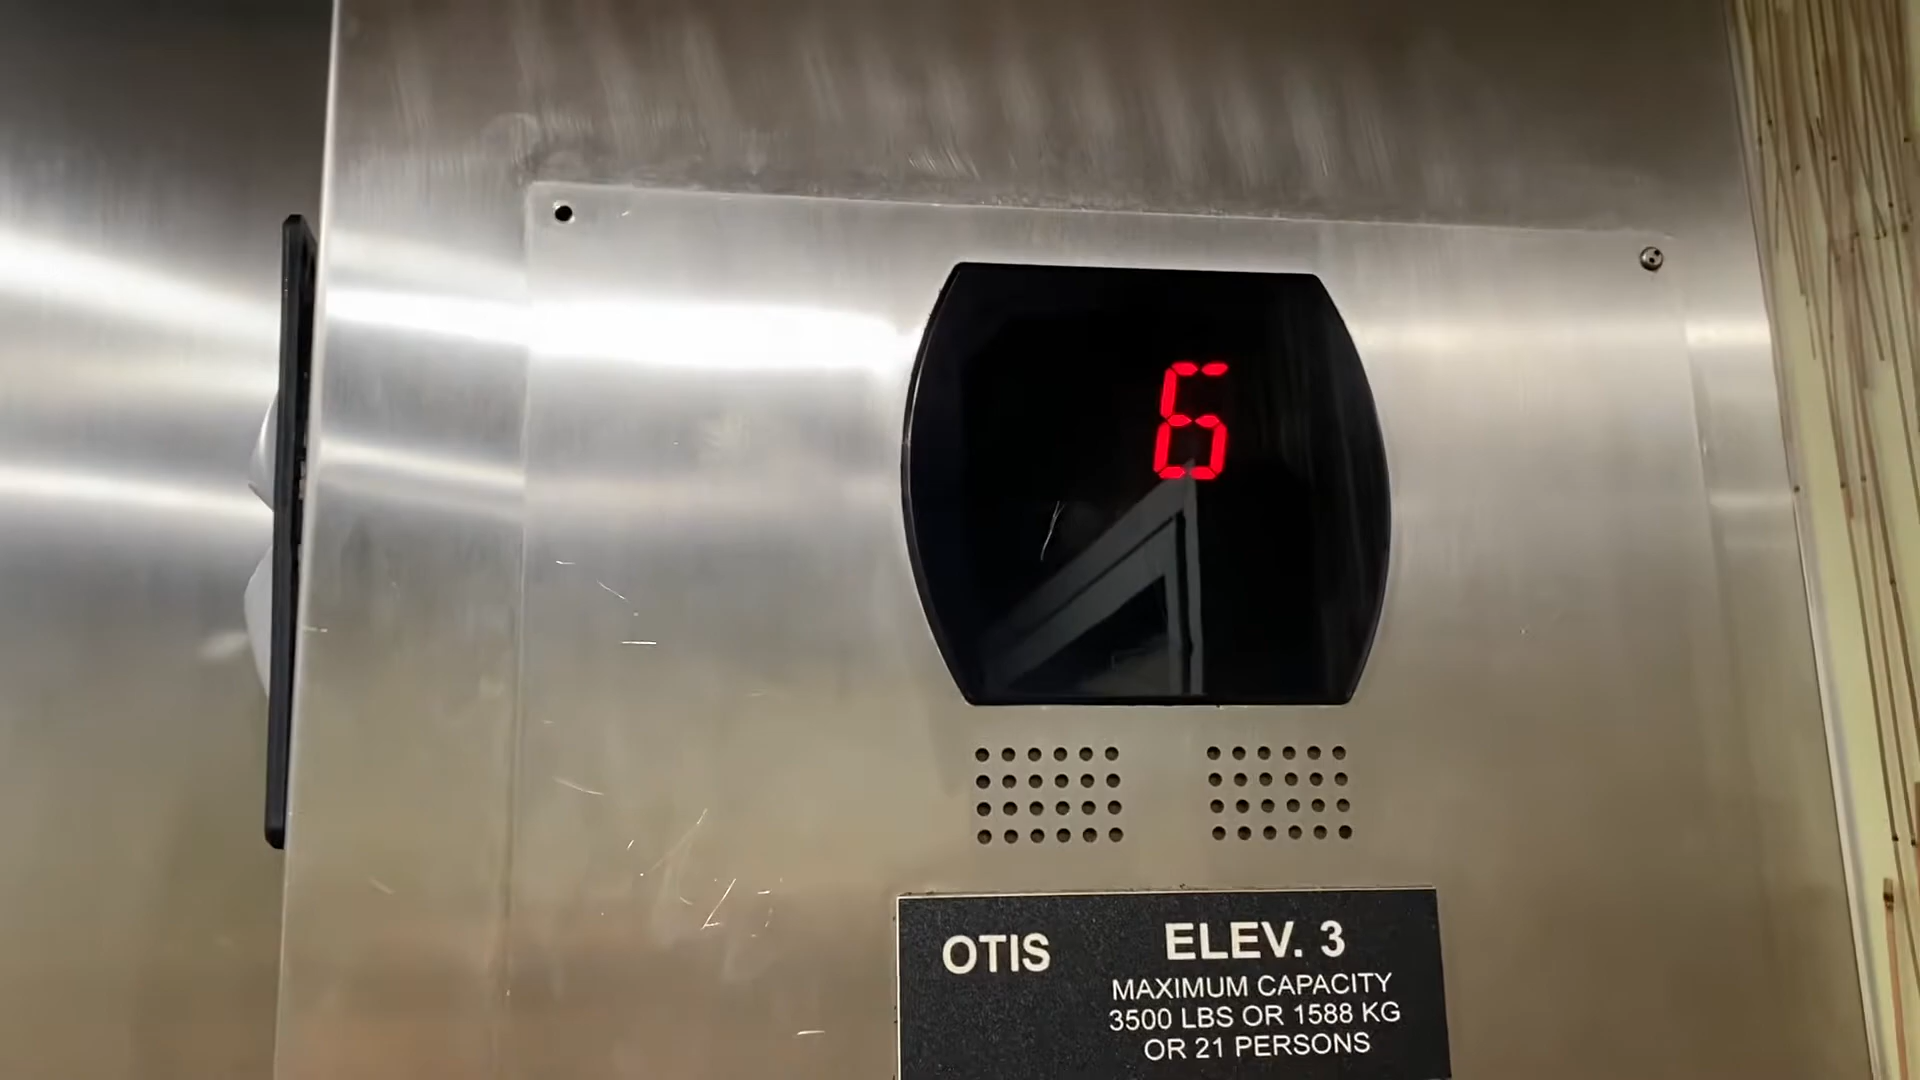 6
OTIS
ELEV. 3
MAXIMUM CAPACITY
3500 LBS OR 1588 KG
OR 21 PERSONS